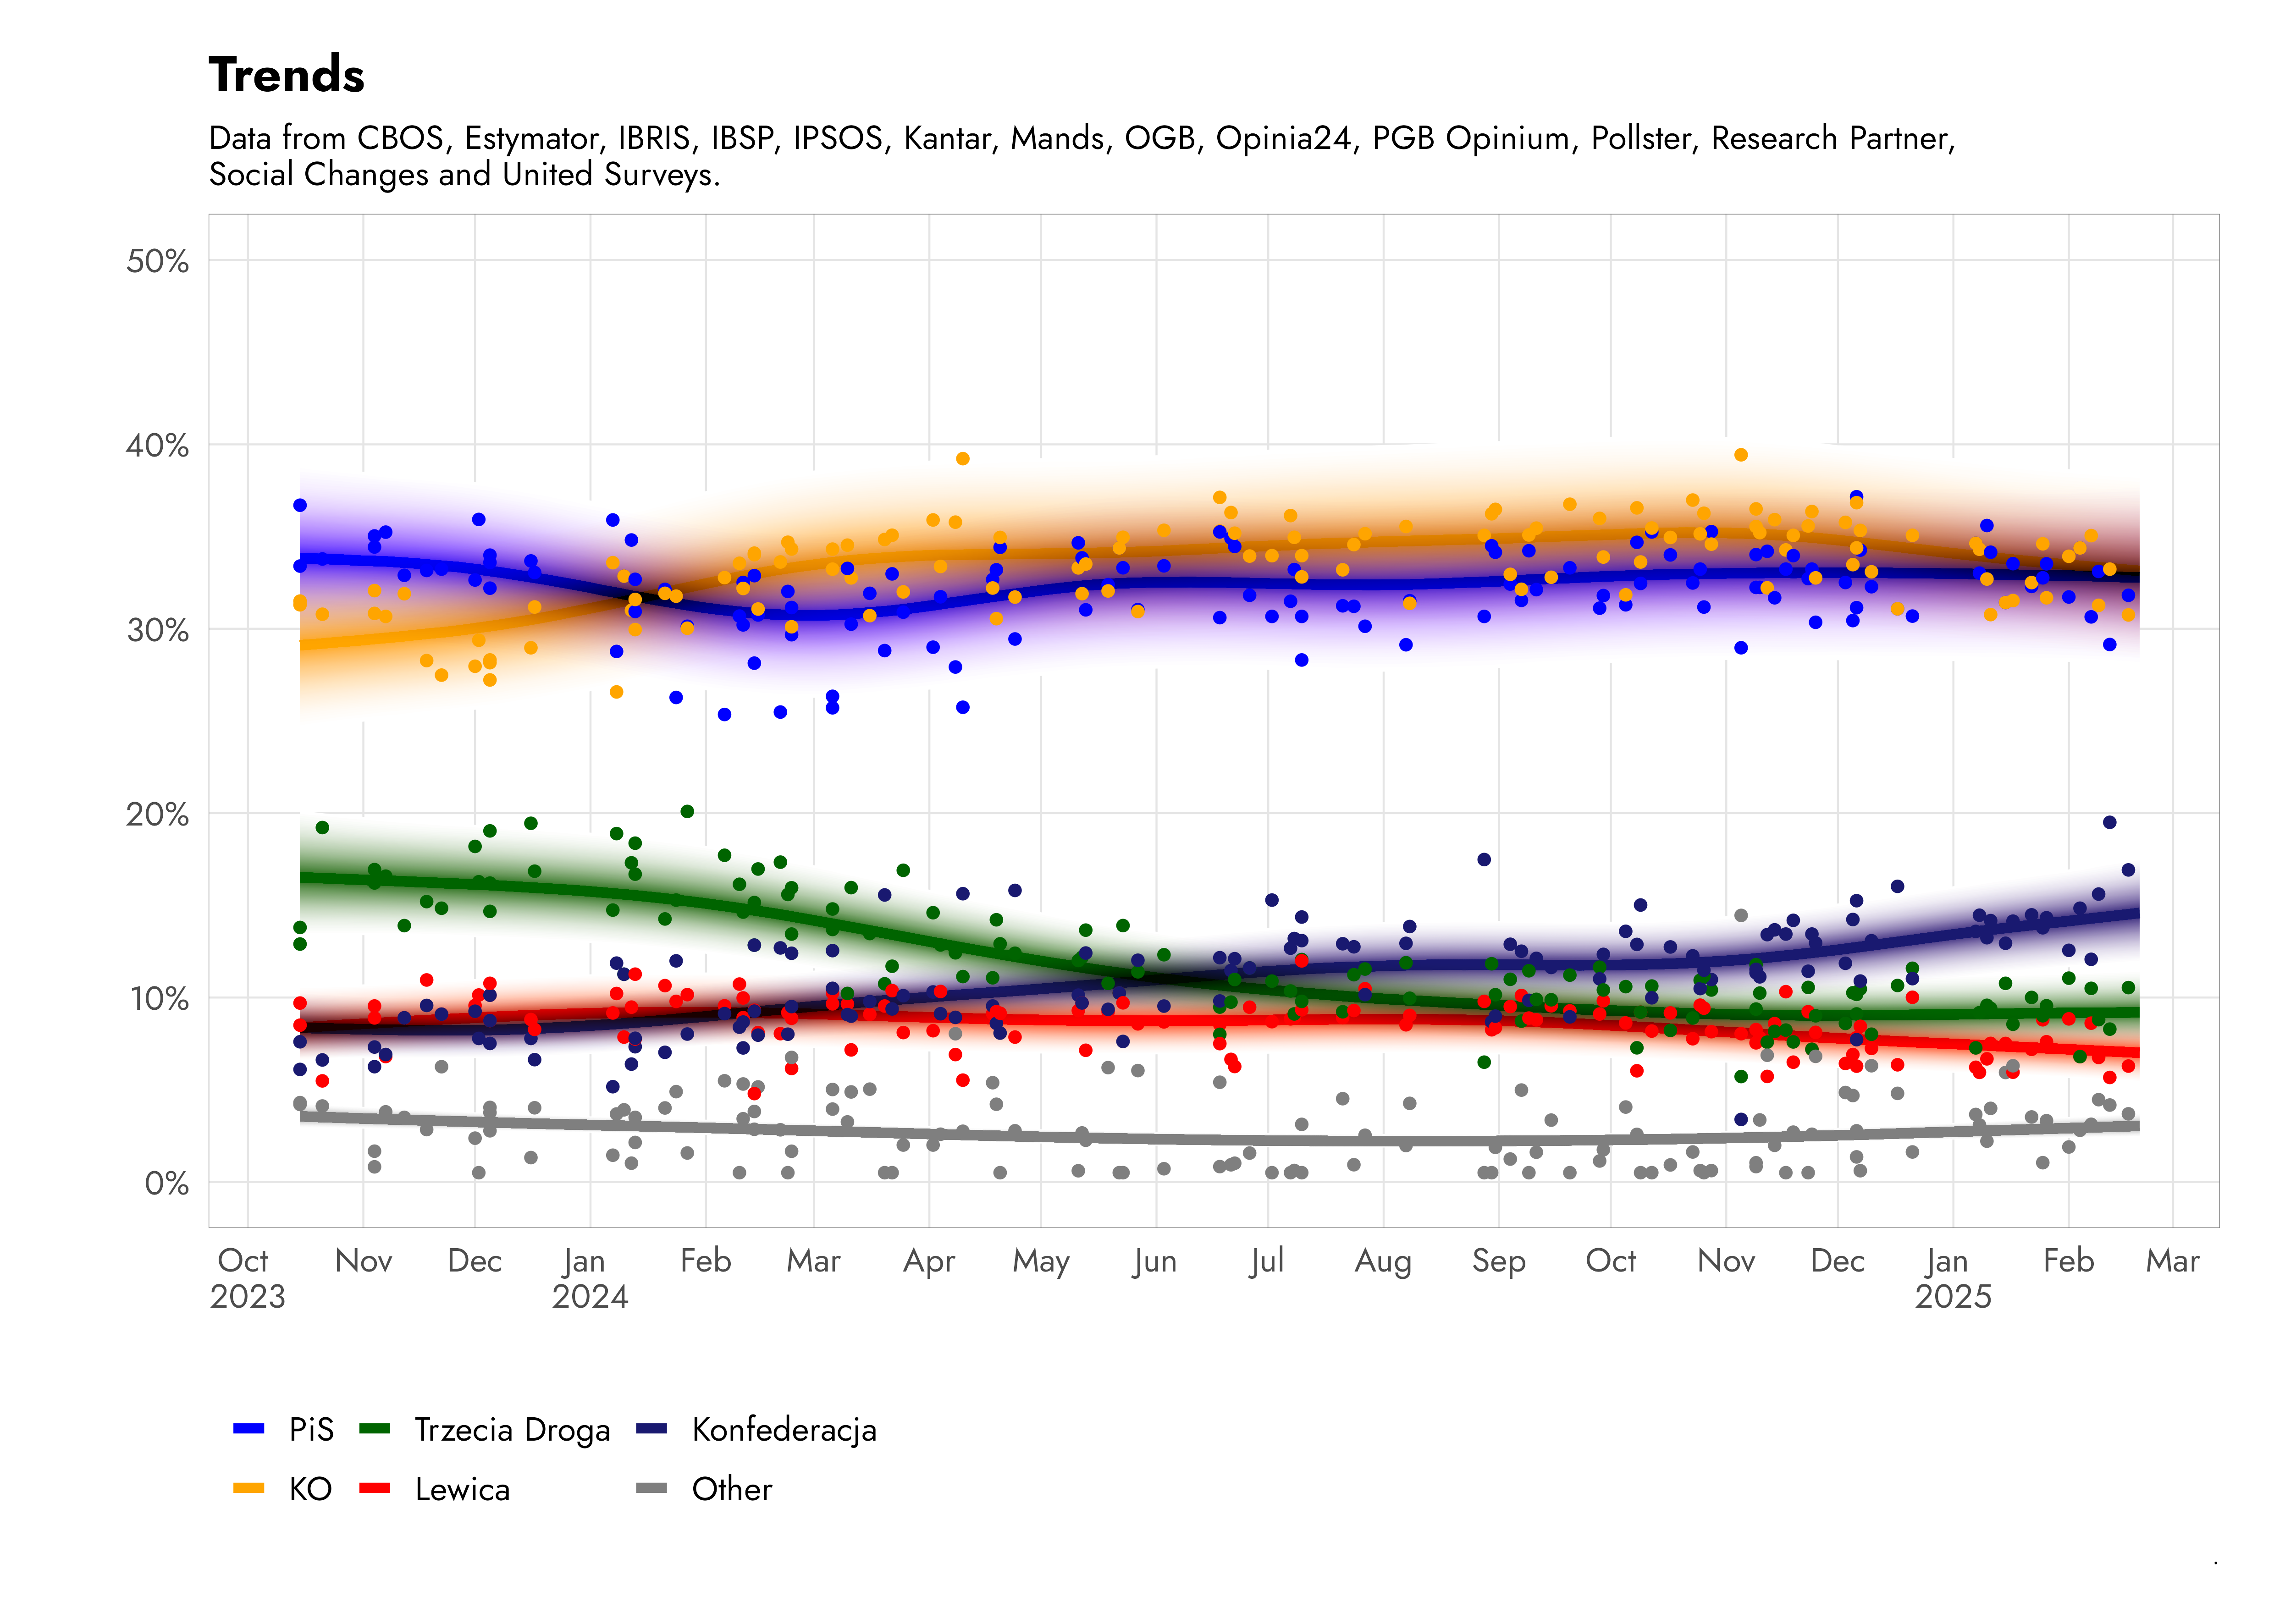 Trends
Data from CBOS, Estymator, IBRIS, IBSP, IPSOS, Kantar, Mands, OGB, Opinia24, PGB Opinium, Pollster, Research Partner,
Social Changes and United Surveys.
50%
40%
30%
20%
10%
0%
Oct Nov Dec Jan Feb Mar Apr May Jun Jul Aug Sep Oct Nov Dec Jan Feb Mar
2023 2024 2025
PiS Trzecia Droga Konfederacja
KO Lewica Other
.